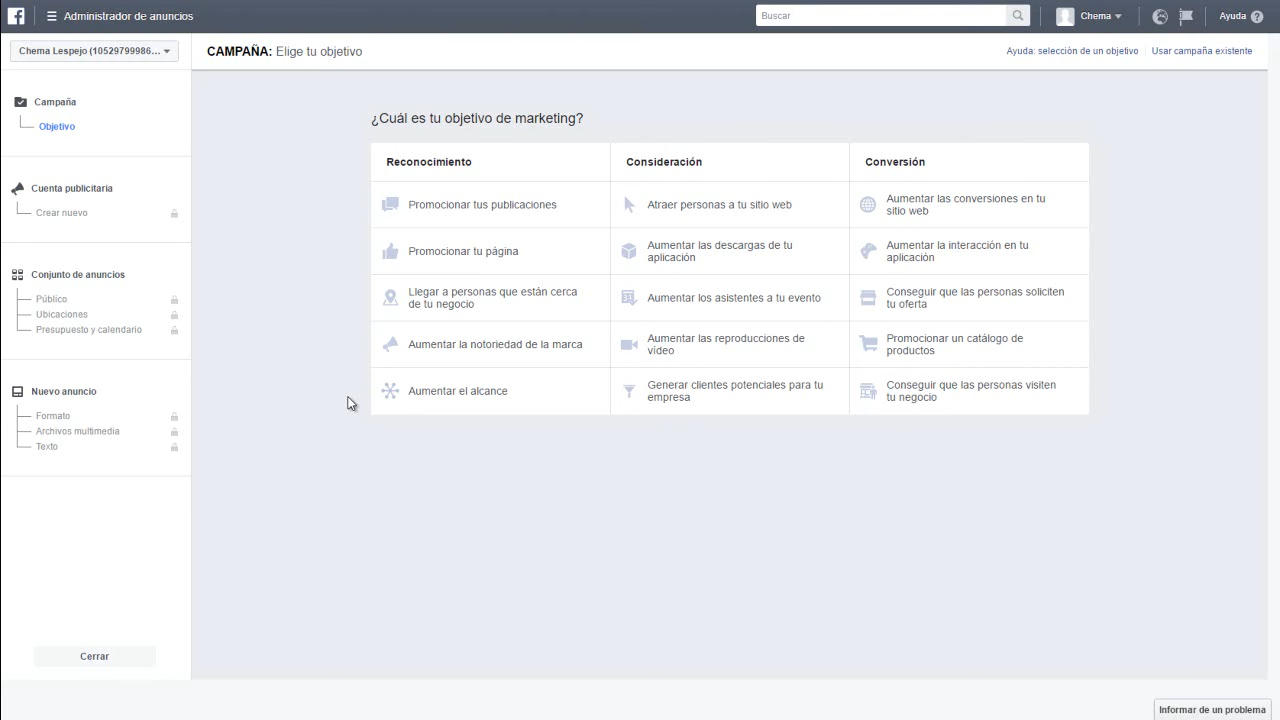 Administrador de anuncios
Buscar
Chema
Ayuda
Chema Lespejo (10529799986...
CAMPAÑA: Elige tu objetivo
Ayuda: selección de un objetivo
Usar campaña existente
Campaña
Objetivo
Cuenta publicitaria
Crear nuevo
Conjunto de anuncios
Público
Ubicaciones
Presupuesto y calendario
Nuevo anuncio
Formato
Archivos multimedia
Texto
Cerrar
¿Cuál es tu objetivo de marketing?
Reconocimiento
Promocionar tus publicaciones
Promocionar tu página
Llegar a personas que están cerca
de tu negocio
Aumentar la notoriedad de la marca
Aumentar el alcance
Consideración
Atraer personas a tu sitio web
Aumentar las descargas de tu
aplicación
Aumentar los asistentes a tu evento
Aumentar las reproducciones de
vídeo
Generar clientes potenciales para tu
empresa
Conversión
Aumentar las conversiones en tu
sitio web
Aumentar la interacción en tu
aplicación
Conseguir que las personas soliciten
tu oferta
Promocionar un catálogo de
productos
Conseguir que las personas visiten
tu negocio
Informar de un problema